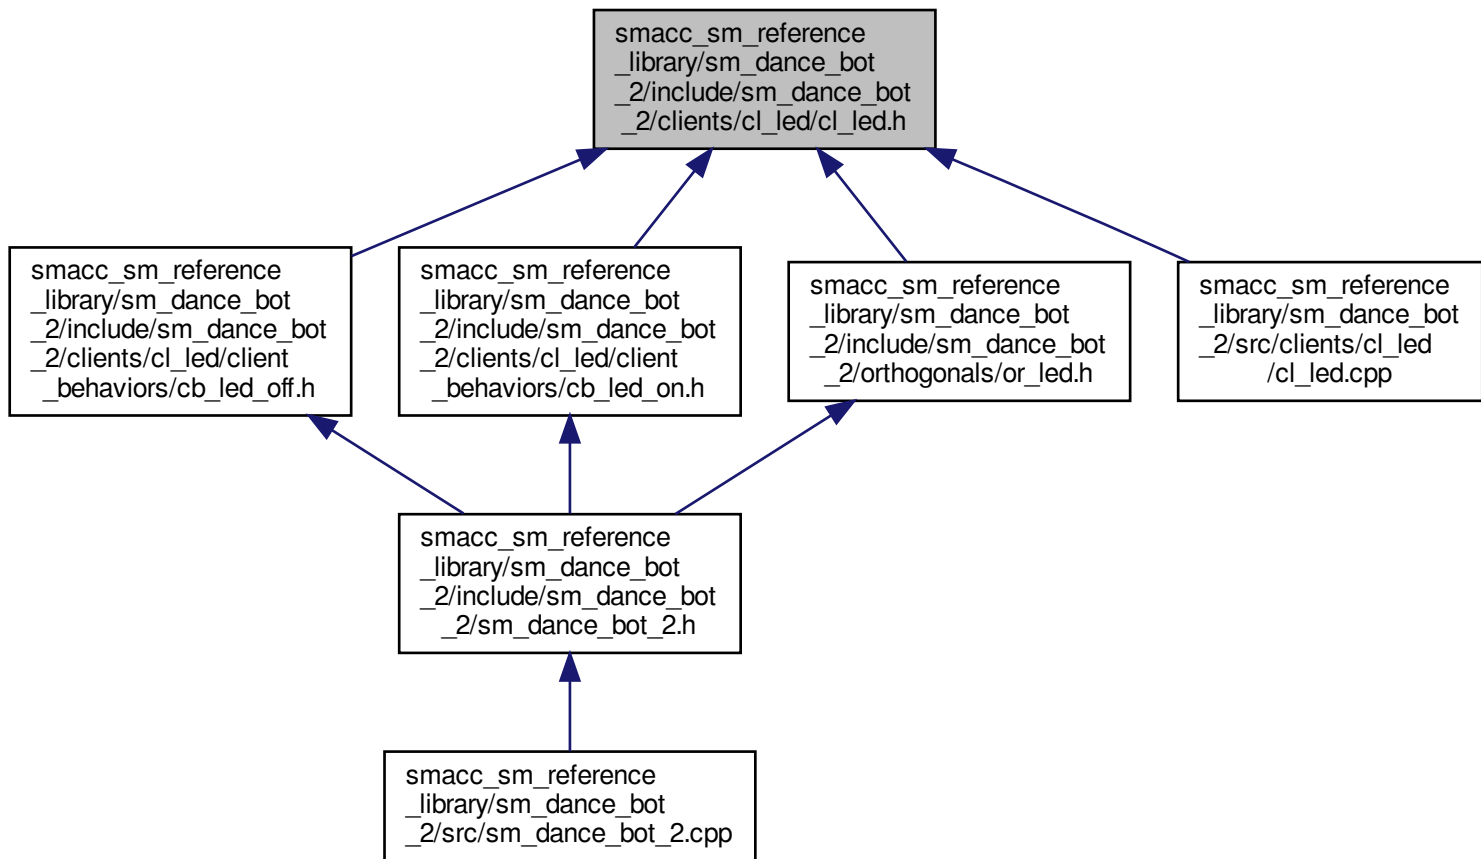 smacc_sm_reference
_library/sm_dance_bot
_2/include/sm_dance_bot
_2/clients/cl_led/cl_led.h
smacc_sm_reference
_library/sm_dance_bot
_2/include/sm_dance_bot
_2/clients/cl_led/client
_behaviors/cb_led_off.h
smacc_sm_reference
_library/sm_dance_bot
_2/include/sm_dance_bot
_2/clients/cl_led/client
_behaviors/cb_led_on.h
smacc_sm_reference
_library/sm_dance_bot
_2/include/sm_dance_bot
_2/orthogonals/or_led.h
smacc_sm_reference
_library/sm_dance_bot
_2/src/clients/cl_led
/cl_led.cpp
smacc_sm_reference
_library/sm_dance_bot
_2/include/sm_dance_bot
_2/sm_dance_bot_2.h
smacc_sm_reference
_library/sm_dance_bot
_2/src/sm_dance_bot_2.cpp